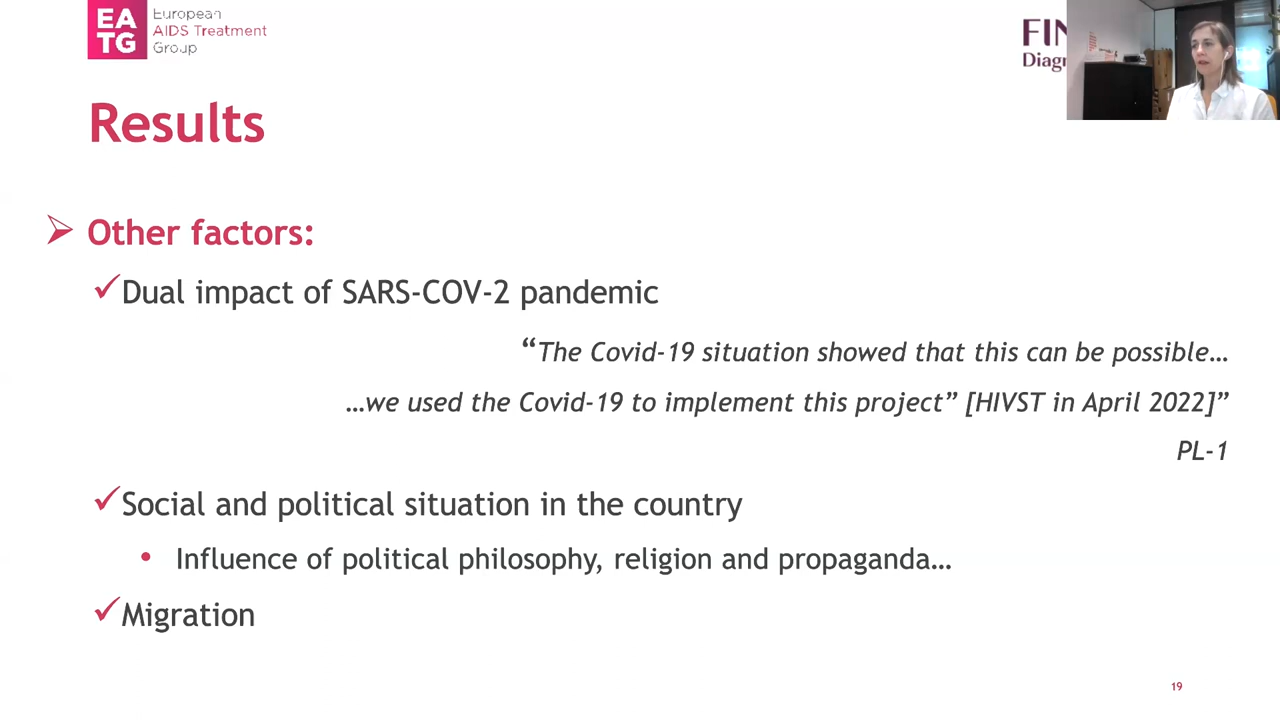 EA
TG
European
AIDS Treatment
Group
Results
Other factors:
Dual impact of SARS-COV-2 pandemic
“The Covid-19 situation showed that this can be possible…
…we used the Covid-19 to implement this project” [HIVST in April 2022]”
PL-1
Social and political situation in the country
Influence of political philosophy, religion and propaganda…
Migration
19